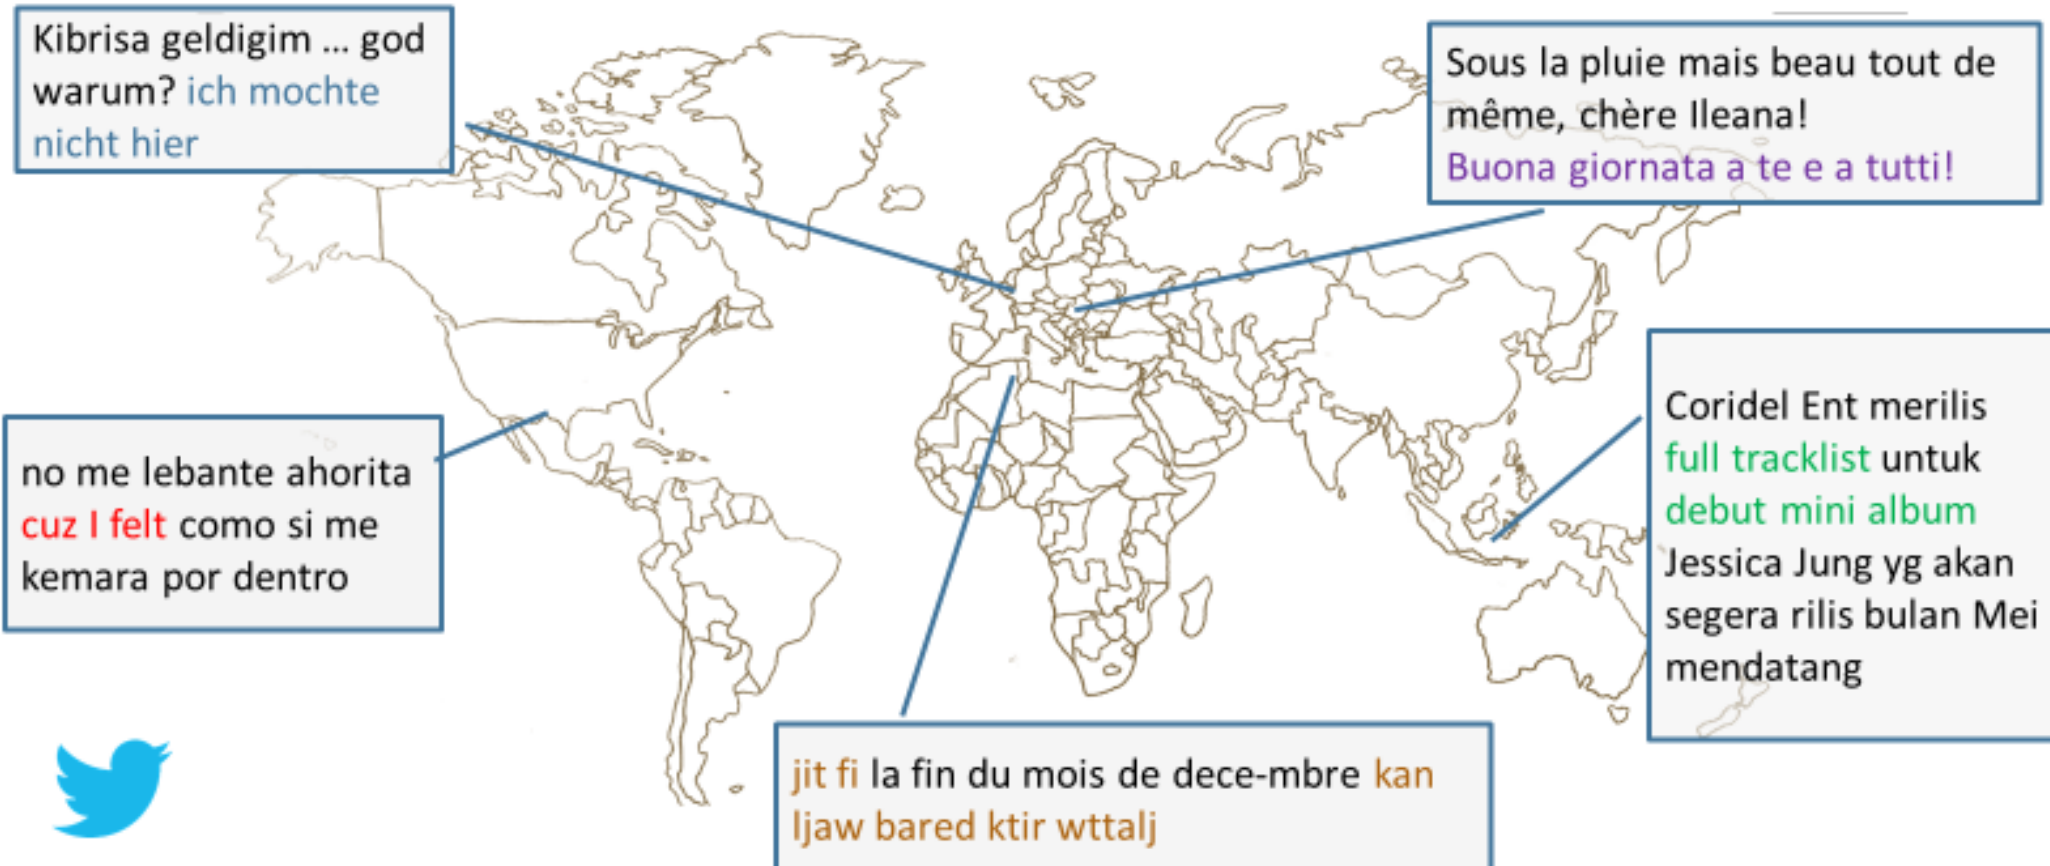 Kibrisa geldigim ... god
warum? ich mochte
nicht hier
Sous la pluie mais beau tout de
même, chère Ileana!
Buona giornata a te e a tutti!
no me lebante ahorita
cuz I felt como si me
kemara por dentro
Coridel Ent merilis
full tracklist untuk
debut mini album
Jessica Jung yg akan
segera rilis bulan Mei
mendatang
jit fi la fin du mois de dece-mbre kan
ljaw bared ktir wttalj